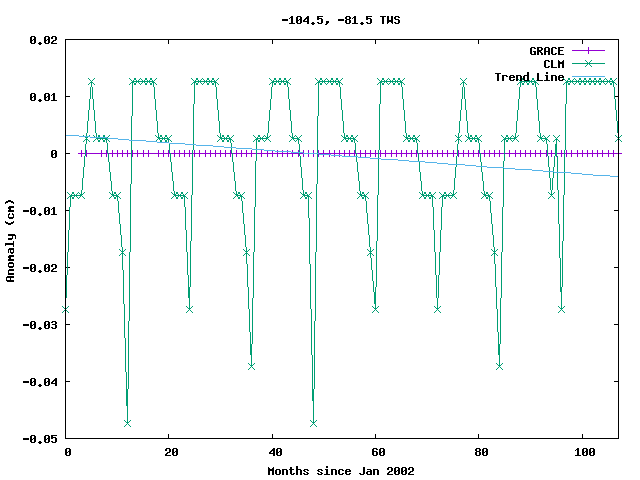 -104.5, -81.5 TWS
0.02
0.01
0
-0.01
-0.02
-0.03
-0.04
-0.05
Anomaly (cm)
GRACE
CLM
Trend Line
0 20 40 60 80 100
Months since Jan 2002